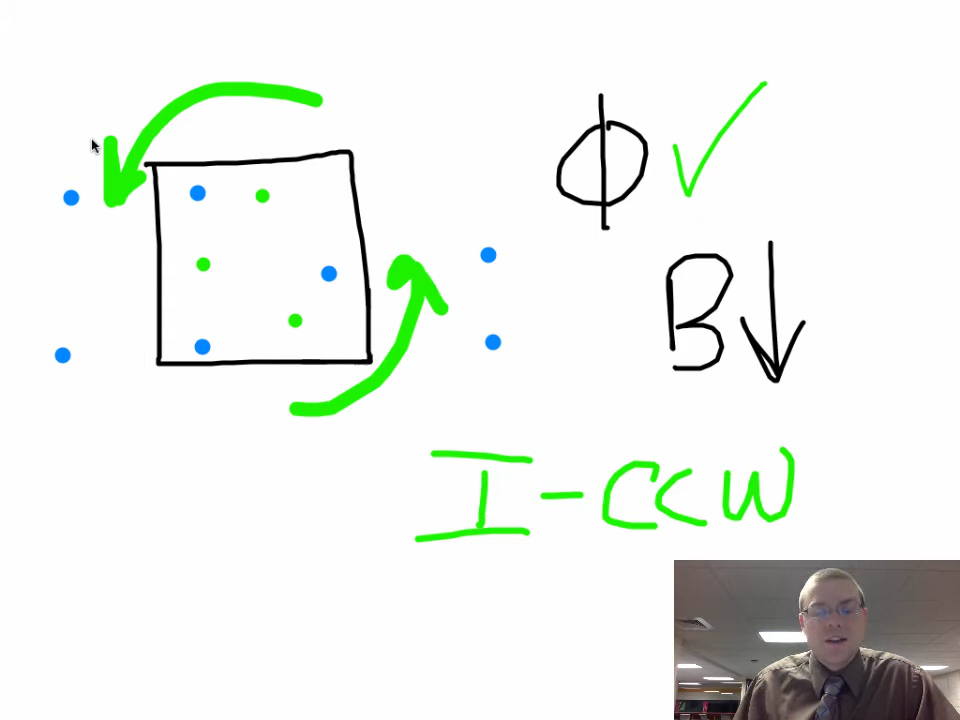 Φ ✓
B ↓
I - CCW